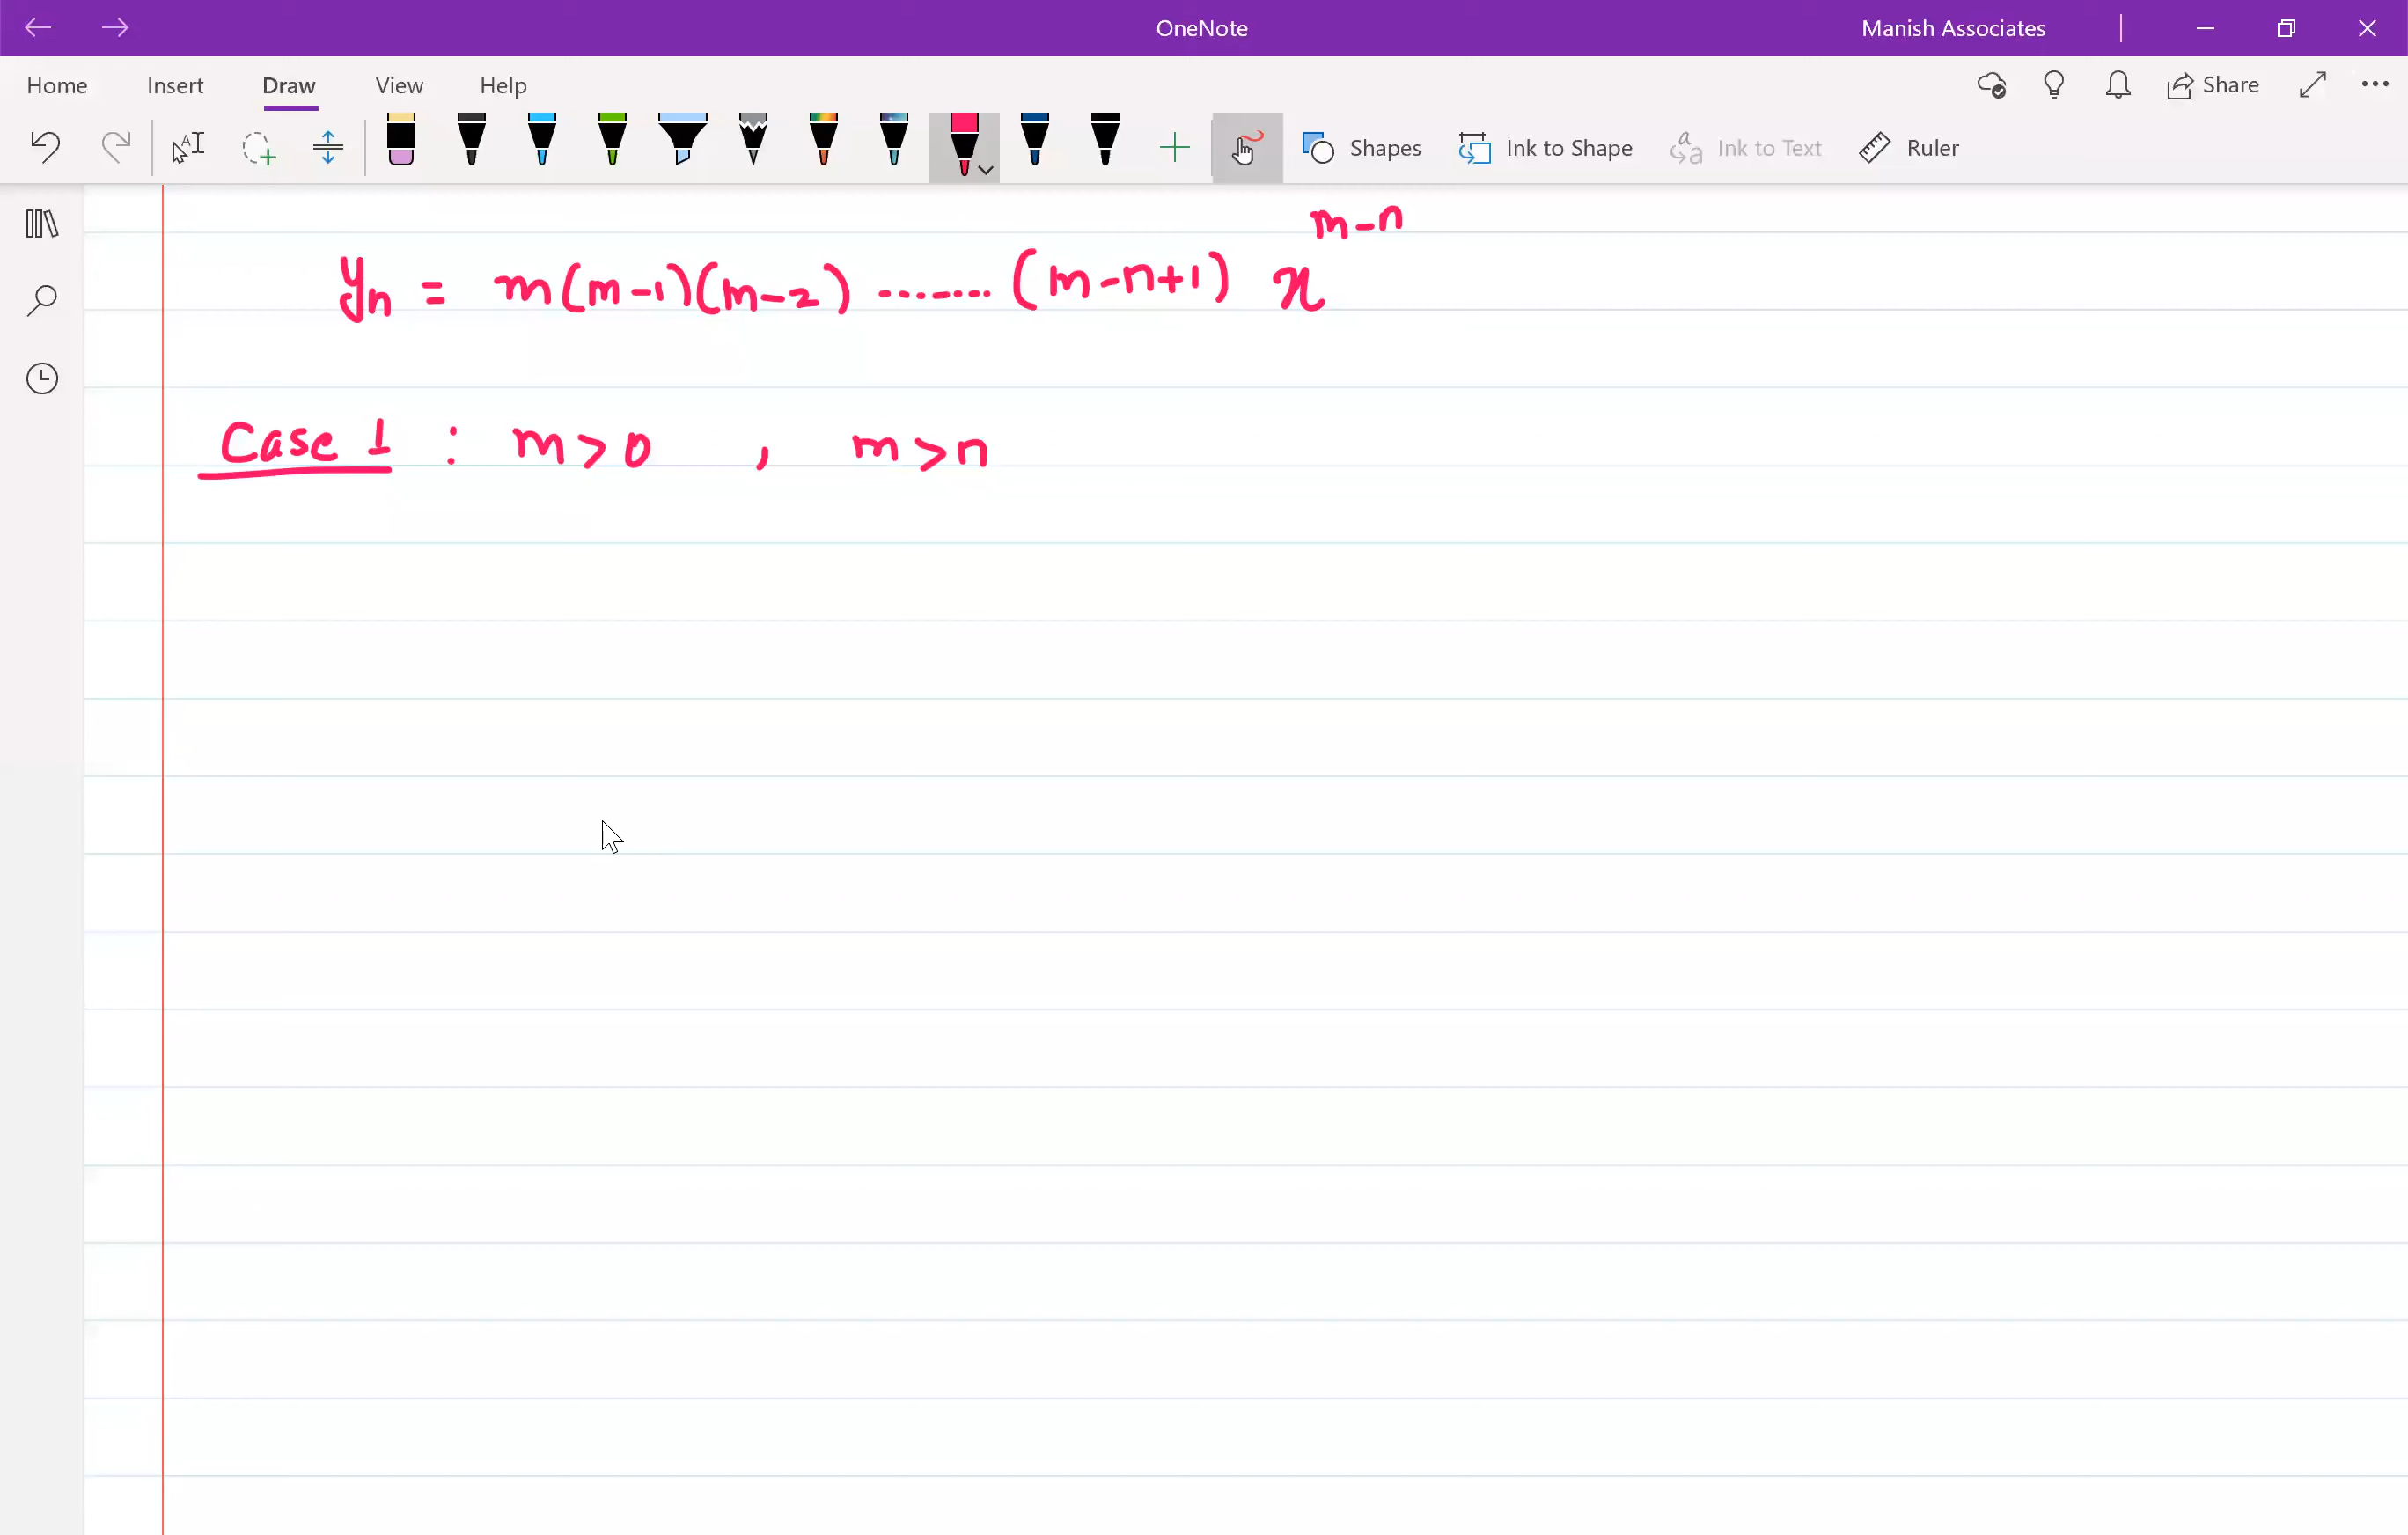 OneNote
Manish Associates
Home Insert Draw View Help
Share
Shapes Ink to Shape Ink to Text Ruler
yₙ = m(m-1)(m-2) ........ (m-n+1) x^{m-n}
Case 1 : m>0 , m>n